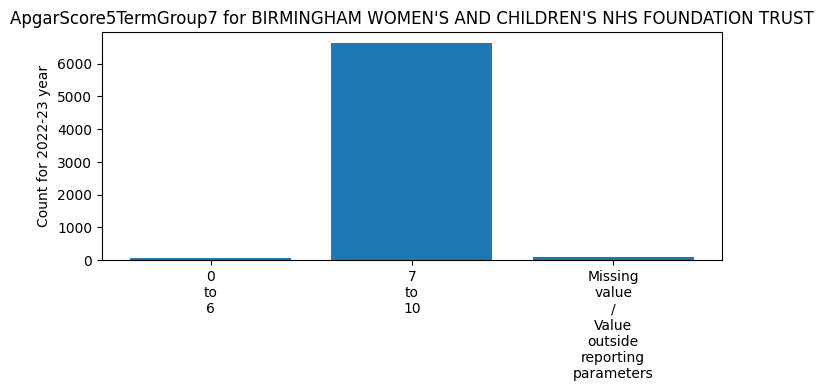 ApgarScore5TermGroup7 for BIRMINGHAM WOMEN'S AND CHILDREN'S NHS FOUNDATION TRUST
Count for 2022-23 year
6000
5000
4000
3000
2000
1000
0
0
to
6
7
to
10
Missing
value
/
Value
outside
reporting
parameters